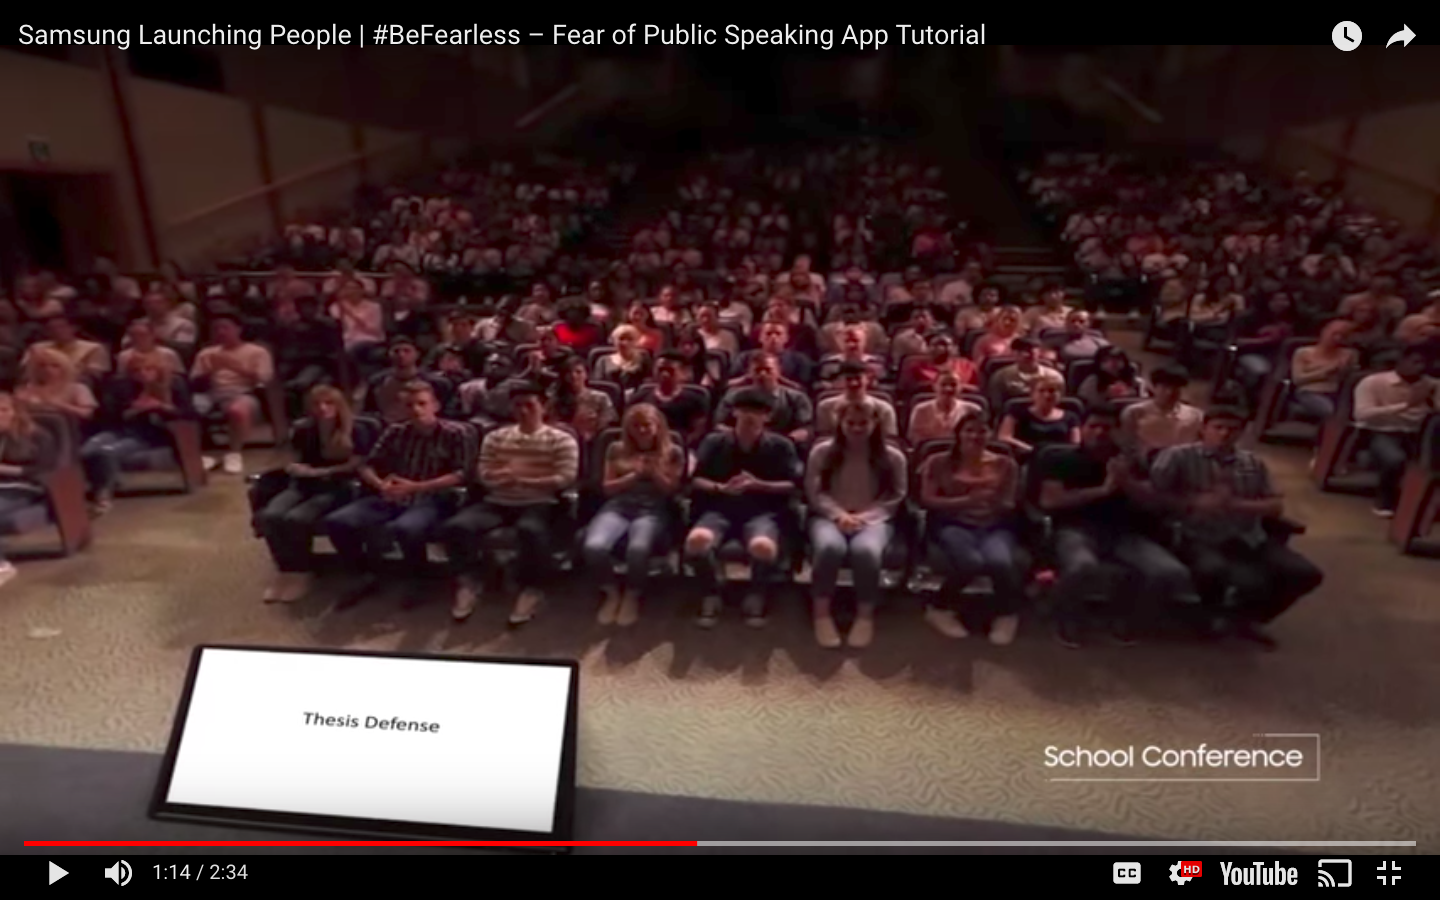 Samsung Launching People | #BeFearless – Fear of Public Speaking App Tutorial
Thesis Defense
School Conference
1:14 / 2:34
CC
HD
YouTube